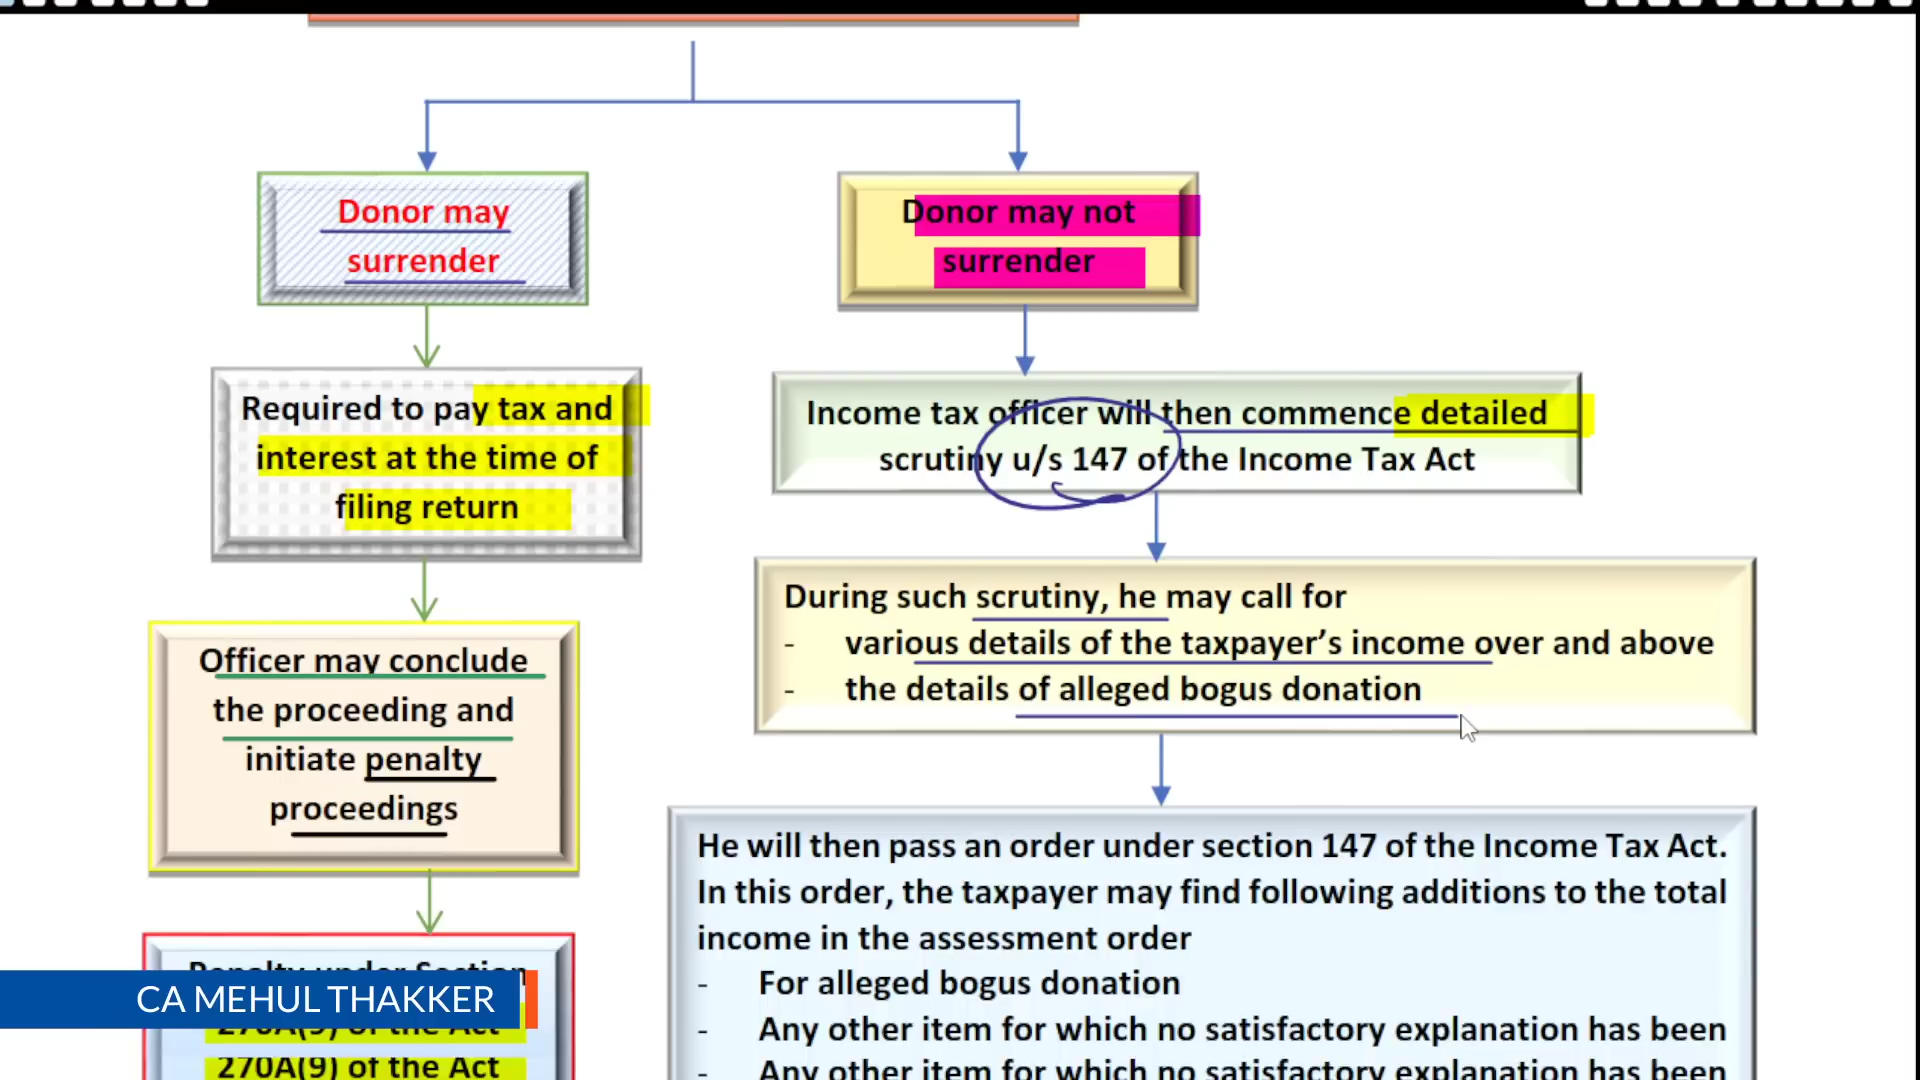 Donor may
surrender
Required to pay tax and
interest at the time of
filing return
Officer may conclude
the proceeding and
initiate penalty
proceedings
Penalty under Section
270A(9) of the Act
CA MEHUL THAKKER
Donor may not
surrender
Income tax officer will then commence detailed
scrutiny u/s 147 of the Income Tax Act
During such scrutiny, he may call for
- various details of the taxpayer’s income over and above
- the details of alleged bogus donation
He will then pass an order under section 147 of the Income Tax Act.
In this order, the taxpayer may find following additions to the total
income in the assessment order
- For alleged bogus donation
- Any other item for which no satisfactory explanation has been
- Any other item for which no satisfactory explanation has been